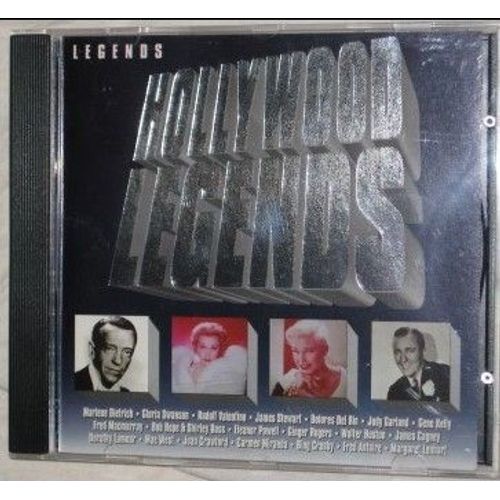 LEGENDS
HOLLYWOOD
LEGENDS
Marlene Dietrich • Gloria Swanson • Rudolf Valentino • James Stewart • Dolores Del Rio • Judy Garland • Gene Kelly
Fred Macmurray • Bob Hope & Shirley Ross • Eleanor Powell • Ginger Rogers • Walter Huston • James Cagney
Dorothy Lamour • Mae West • Joan Crawford • Carmen Miranda • Bing Crosby • Fred Astaire • Margaret Lenhart